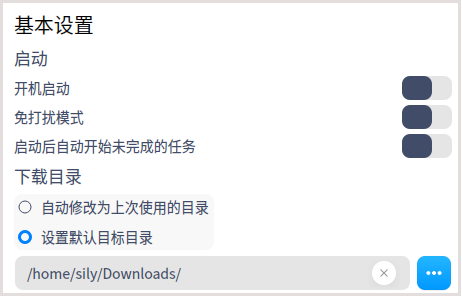 基本设置
启动
开机启动
免打扰模式
启动后自动开始未完成的任务
下载目录
自动修改为上次使用的目录
设置默认目标目录
/home/sily/Downloads/